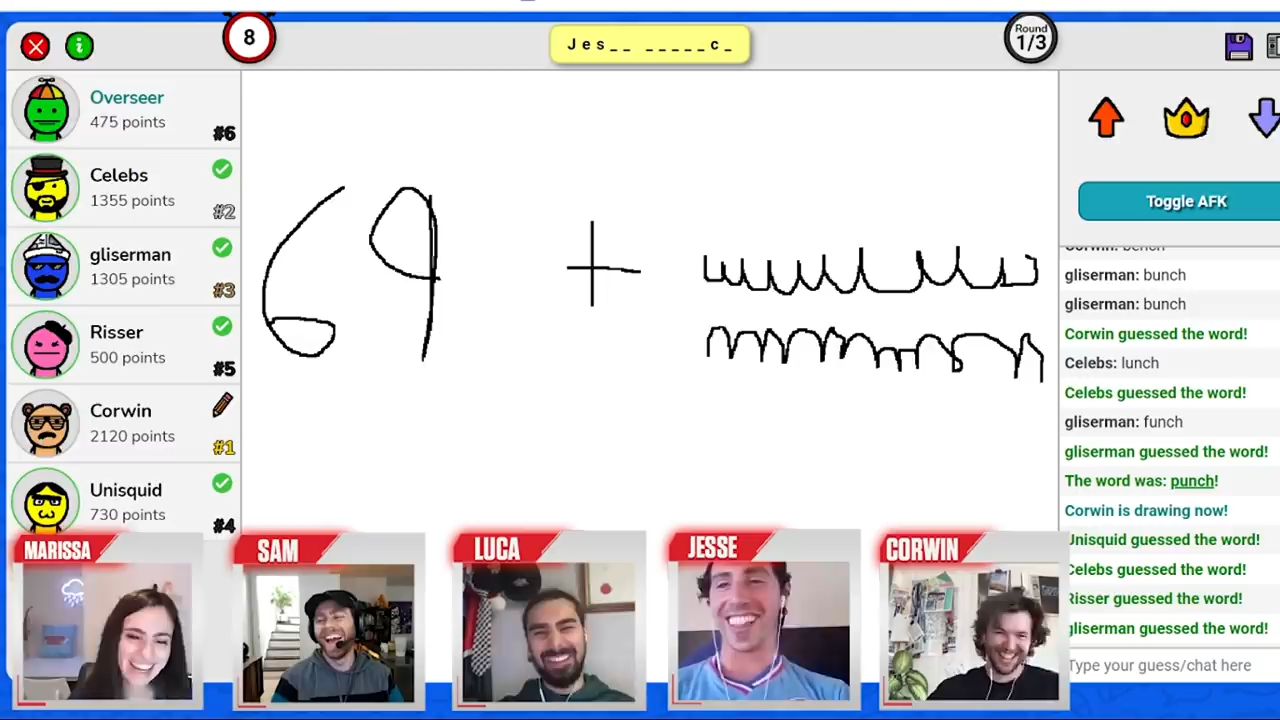 8
Jes__ _____c_
Round
1/3
Overseer
475 points
#6
Celebs
1355 points
#2
gliserman
1305 points
#3
Risser
500 points
#5
Corwin
2120 points
#1
Unisquid
730 points
#4
69 +
Toggle AFK
Corwin: bench
gliserman: bunch
gliserman: bunch
Corwin guessed the word!
Celebs: lunch
Celebs guessed the word!
gliserman: funch
gliserman guessed the word!
The word was: punch!
Corwin is drawing now!
Unisquid guessed the word!
Celebs guessed the word!
Risser guessed the word!
gliserman guessed the word!
Type your guess/chat here
MARISSA
SAM
LUCA
JESSE
CORWIN